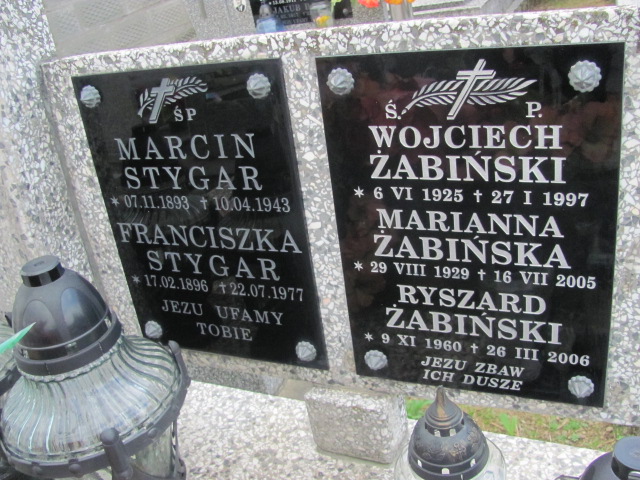 JAKUB
ŚP
MARCIN
STYGAR
* 07.11.1893 † 10.04.1943
FRANCISZKA
STYGAR
* 17.02.1896 † 22.07.1977
JEZU UFAMY
TOBIE
Ś. P.
WOJCIECH
ŻABIŃSKI
* 6 VI 1925 † 27 I 1997
MARIANNA
ŻABIŃSKA
* 29 VIII 1929 † 16 VII 2005
RYSZARD
ŻABIŃSKI
* 9 XI 1960 † 26 III 2006
JEZU ZBAW
ICH DUSZE